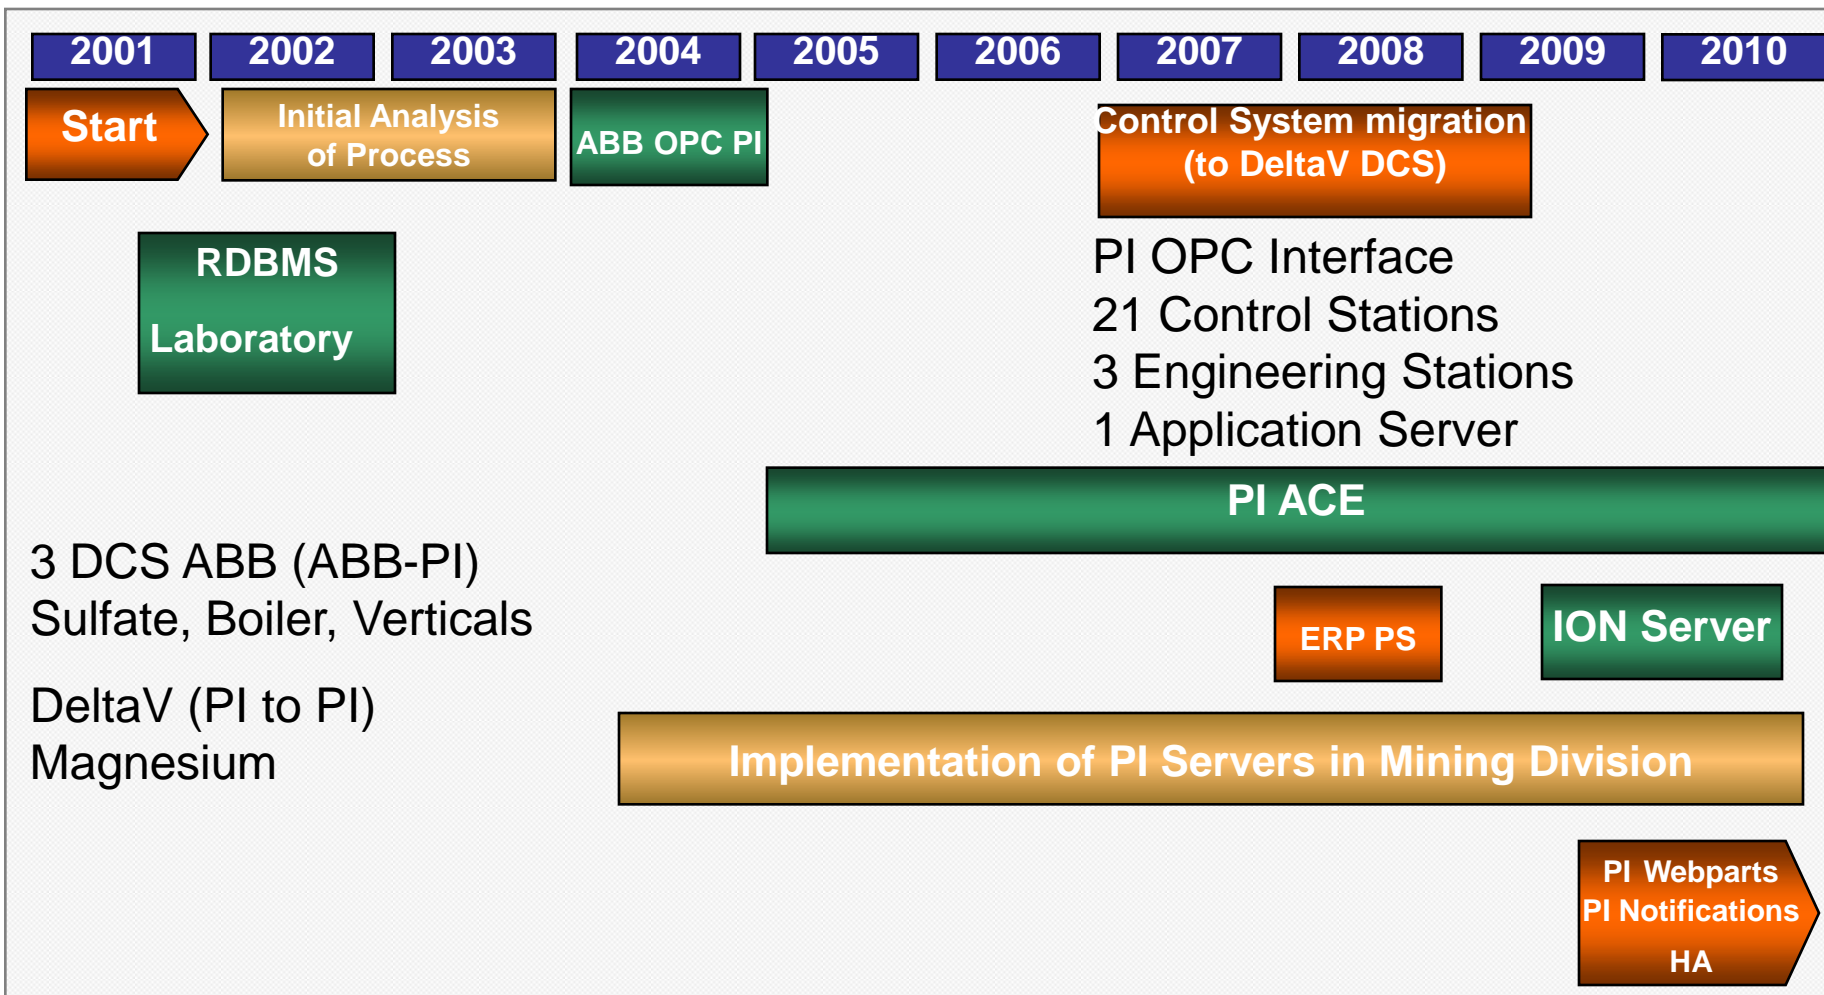 2001 2002 2003 2004 2005 2006 2007 2008 2009 2010
Start
Initial Analysis
of Process
ABB OPC PI
Control System migration
(to DeltaV DCS)
RDBMS
Laboratory
PI OPC Interface
21 Control Stations
3 Engineering Stations
1 Application Server
PI ACE
3 DCS ABB (ABB-PI)
Sulfate, Boiler, Verticals
ERP PS
ION Server
DeltaV (PI to PI)
Magnesium
Implementation of PI Servers in Mining Division
PI Webparts
PI Notifications
HA